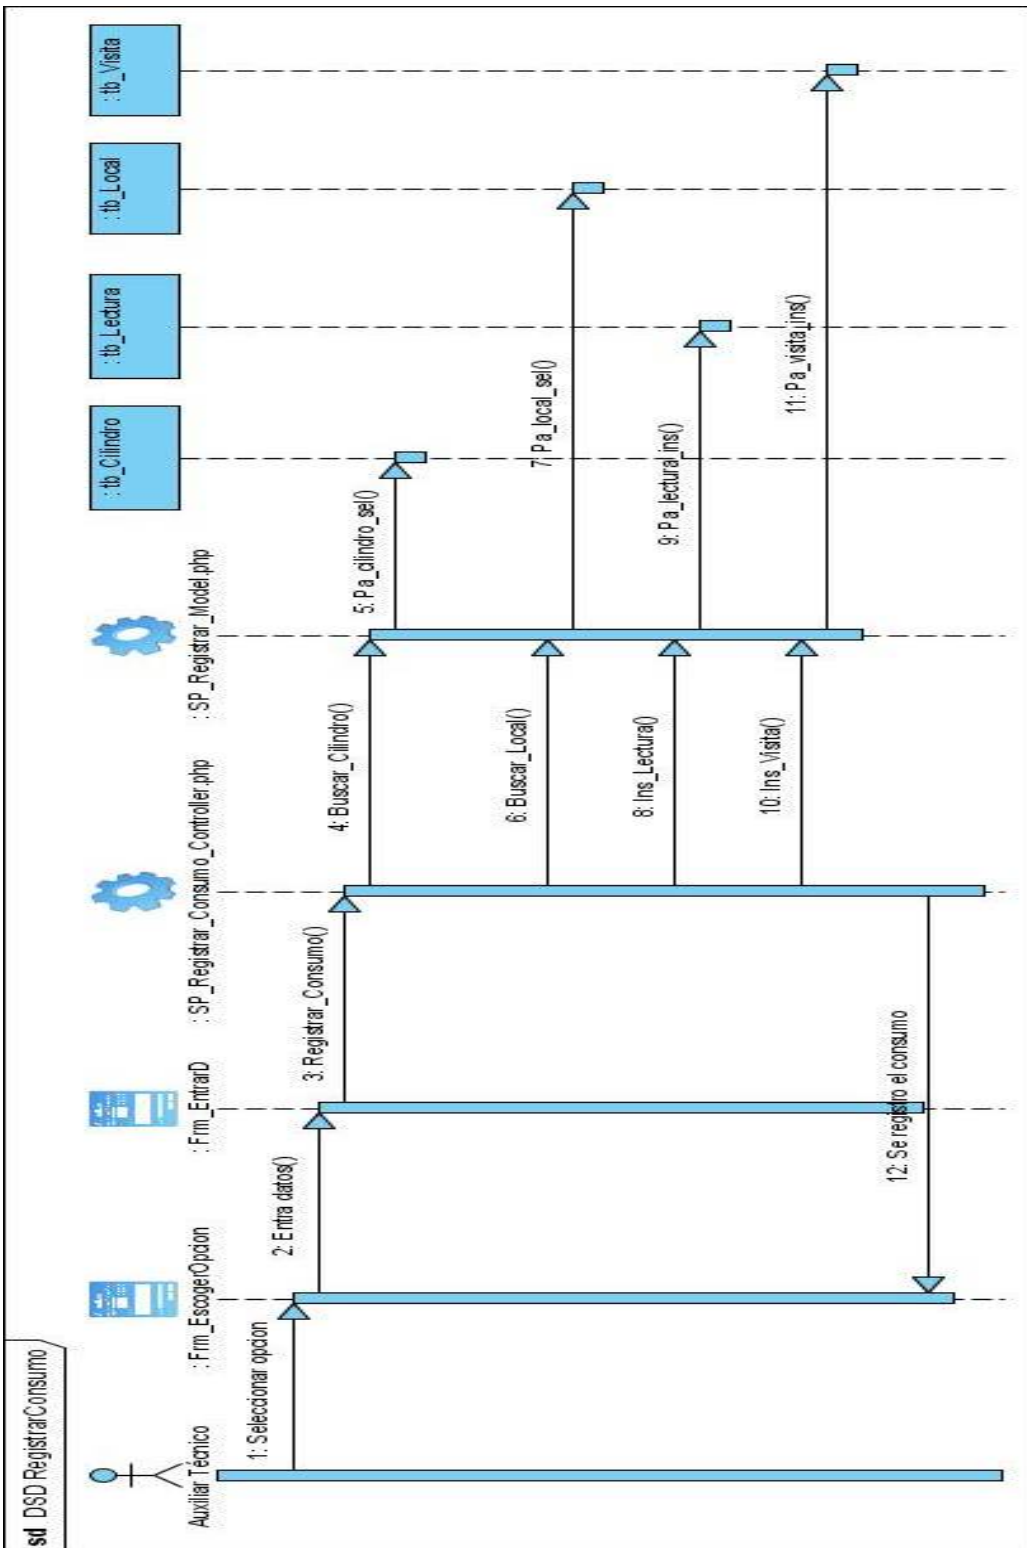 sd DSD RegistrarConsumo
Auxiliar Técnico
: Frm_EscogerOpcion
: Frm_EntrarD
: SP_Registrar_Consumo_Controller.php
: SP_Registrar_Model.php
: tb_Cilindro
: tb_Lectura
: tb_Local
: tb_Visita
1: Seleccionar opcion
2: Entra datos()
3: Registrar_Consumo()
4: Buscar_Cilindro()
5: Pa_cilindro_sel()
6: Buscar_Local()
7: Pa_local_sel()
8: Ins_Lectura()
9: Pa_lectura_ins()
10: Ins_Visita()
11: Pa_visita_ins()
12: Se registro el consumo